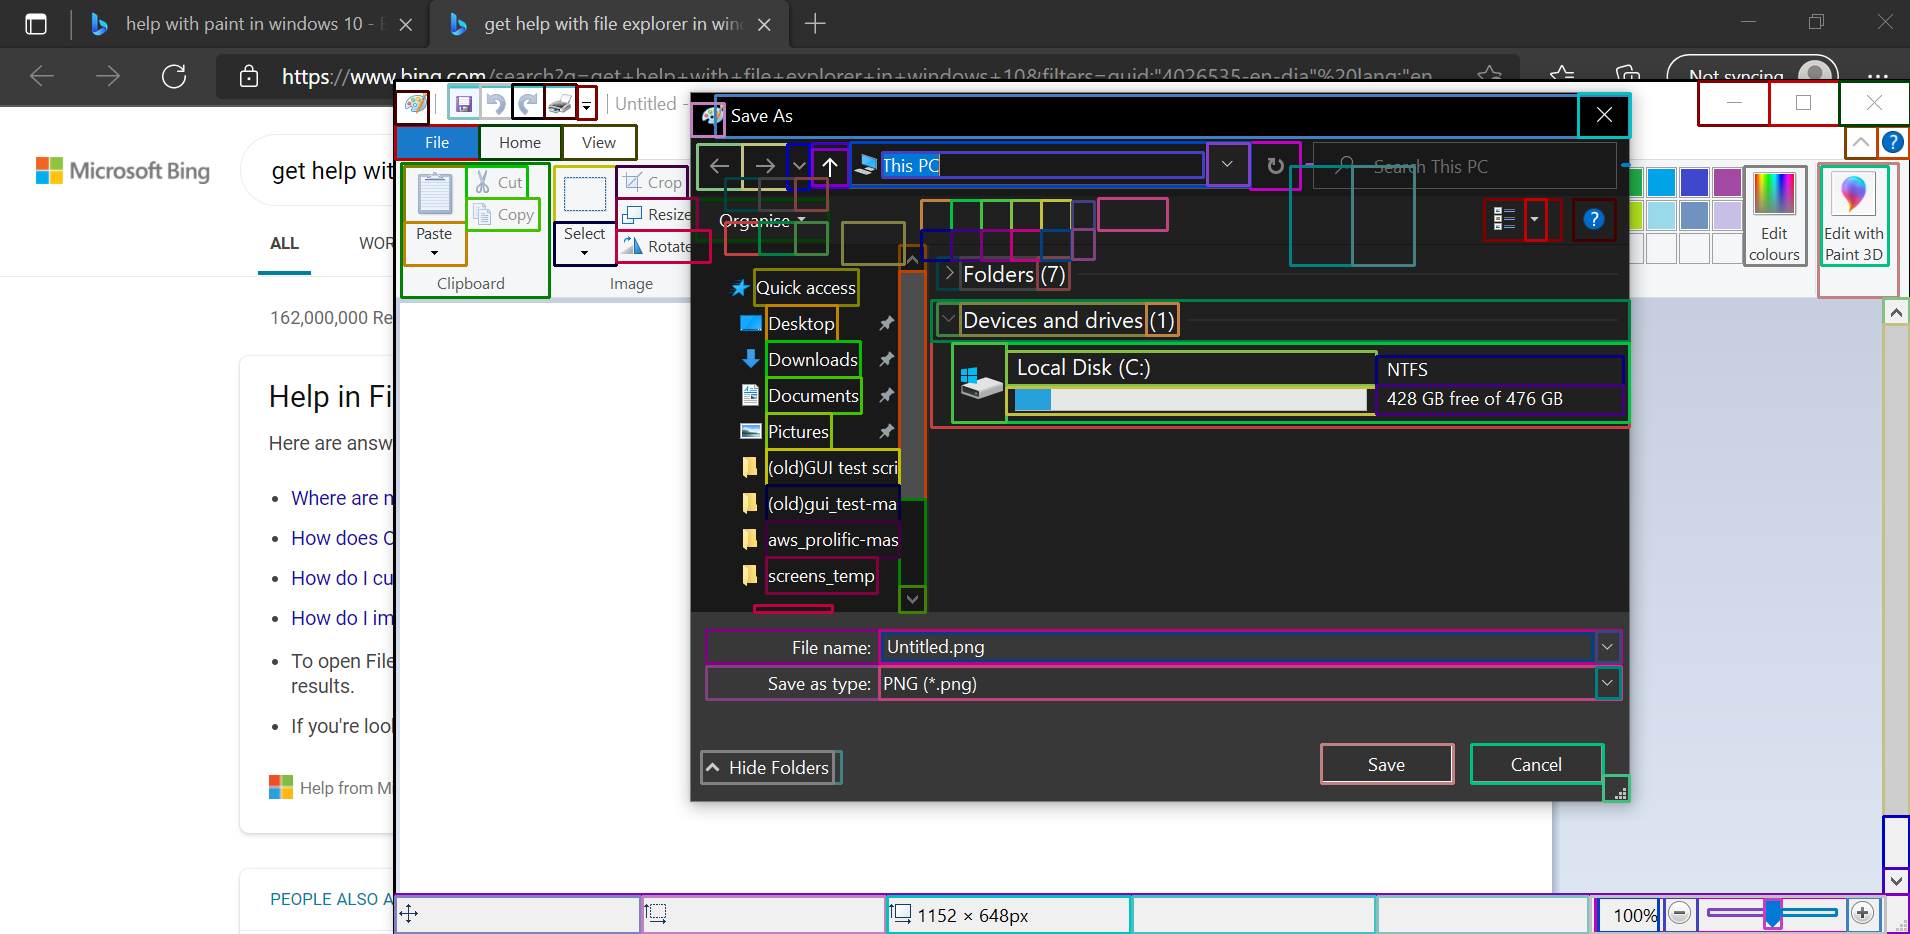 help with paint in windows 10 -
get help with file explorer in win
https://www.bing.com/search?q=get+help+with+file+explorer+in+windows+10&filters=guid:"4026535-en-dia"%20lang:"en
Not syncing
Untitled -
Save As
File
Home
View
Microsoft Bing
get help wit
This PC
Search This PC
Cut
Copy
Paste
Clipboard
Crop
Resize
Rotate
Select
Image
Organise
Edit
colours
Edit with
Paint 3D
ALL
WOR
162,000,000 Re
Quick access
Desktop
Downloads
Documents
Pictures
(old)GUI test scri
(old)gui_test-ma
aws_prolific-mas
screens_temp
Folders (7)
Devices and drives (1)
Local Disk (C:)
NTFS
428 GB free of 476 GB
Help in Fi
Here are answ
Where are m
How does C
How do I cu
How do I im
To open File
results.
If you're lool
Help from Mi
PEOPLE ALSO A
File name: Untitled.png
Save as type: PNG (*.png)
Hide Folders
Save
Cancel
1152 × 648px
100%